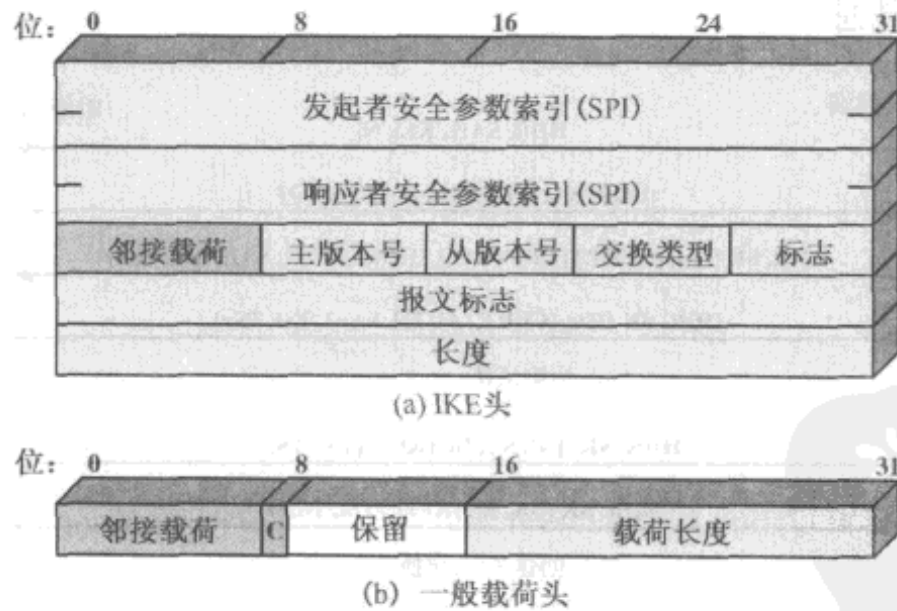 位： 0 8 16 24 31
发起者安全参数索引(SPI)
响应者安全参数索引(SPI)
邻接载荷 主版本号 从版本号 交换类型 标志
报文标志
长度
(a) IKE头
位： 0 8 16 31
邻接载荷 C 保留 载荷长度
(b) 一般载荷头